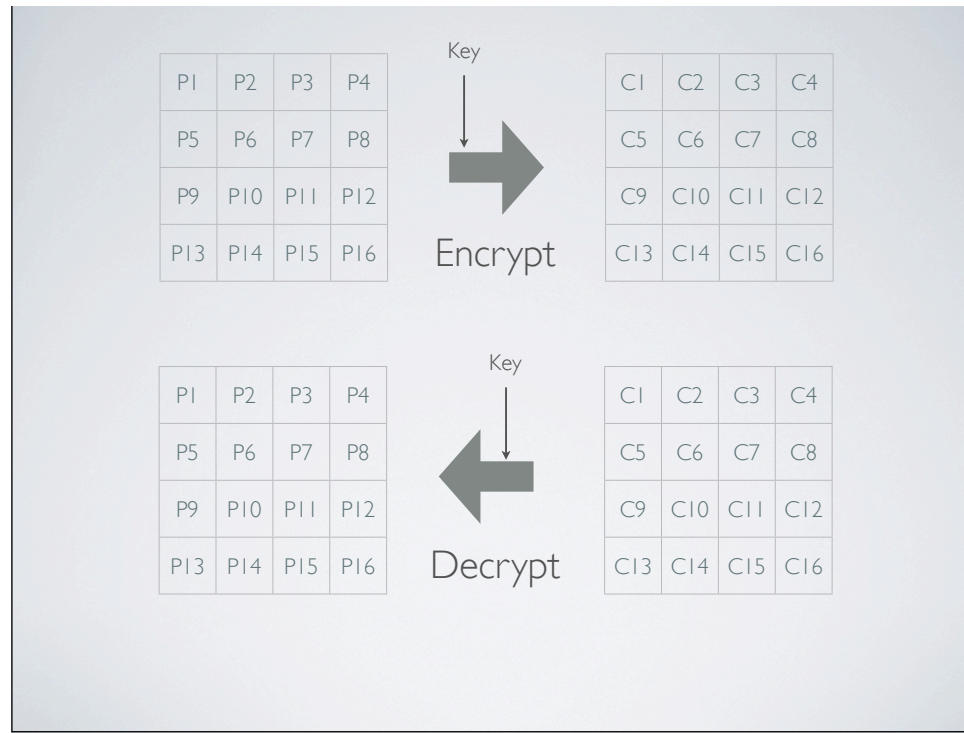 Key
P1 P2 P3 P4 C1 C2 C3 C4
P5 P6 P7 P8 C5 C6 C7 C8
P9 P10 P11 P12 C9 C10 C11 C12
P13 P14 P15 P16 Encrypt C13 C14 C15 C16
Key
P1 P2 P3 P4 C1 C2 C3 C4
P5 P6 P7 P8 C5 C6 C7 C8
P9 P10 P11 P12 C9 C10 C11 C12
P13 P14 P15 P16 Decrypt C13 C14 C15 C16